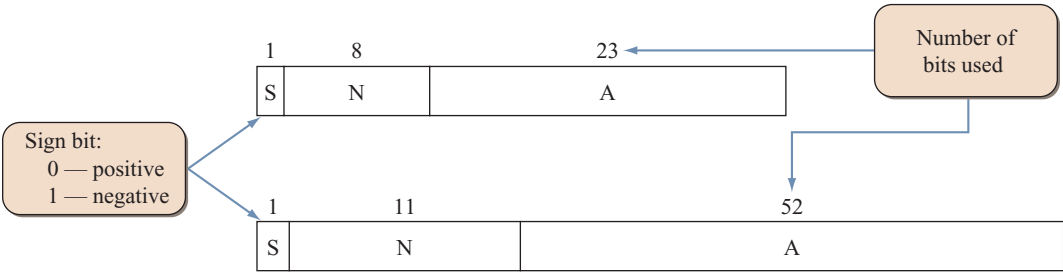 1 8 23
Number of
bits used
S N A
Sign bit:
0 — positive
1 — negative
1 11 52
S N A